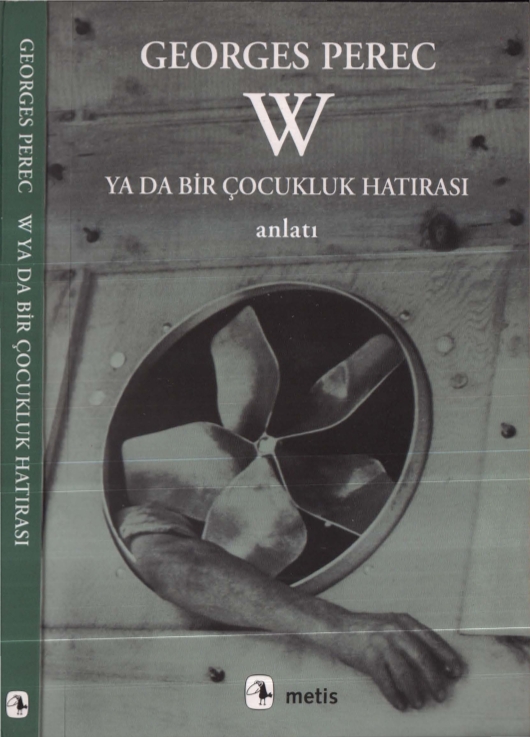 GEORGES PEREC
W
YA DA BİR ÇOCUKLUK HATIRASI
anlatı
metis
GEORGES PEREC W YA DA BİR ÇOCUKLUK HATIRASI